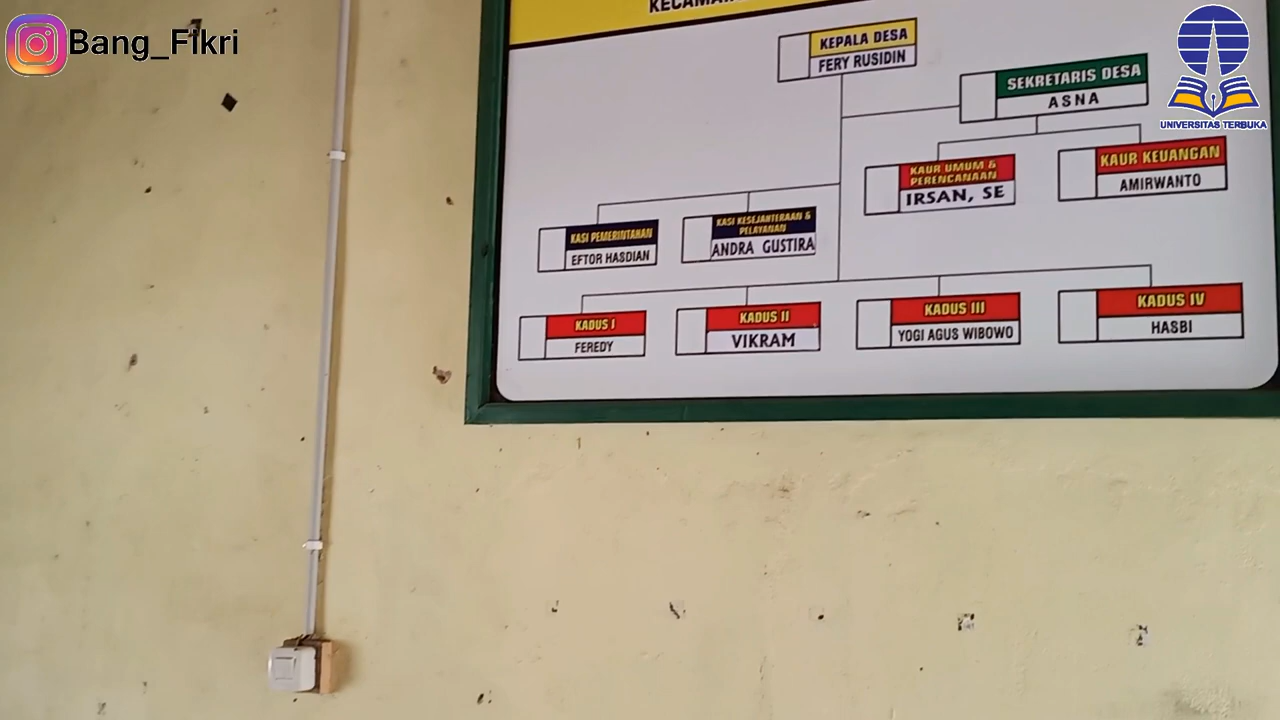 Bang_Fikri
UNIVERSITAS TERBUKA
KEPALA DESA
FERY RUSIDIN
SEKRETARIS DESA
ASNA
KAUR UMUM &
PERENCANAAN
IRSAN, SE
KAUR KEUANGAN
AMIRWANTO
KASI PEMERINTAHAN
EFTOR HASDIAN
KASI KESEJAHTERAAN &
PELAYANAN
ANDRA GUSTIRA
KADUS I
FEREDY
KADUS II
VIKRAM
KADUS III
YOGI AGUS WIBOWO
KADUS IV
HASBI